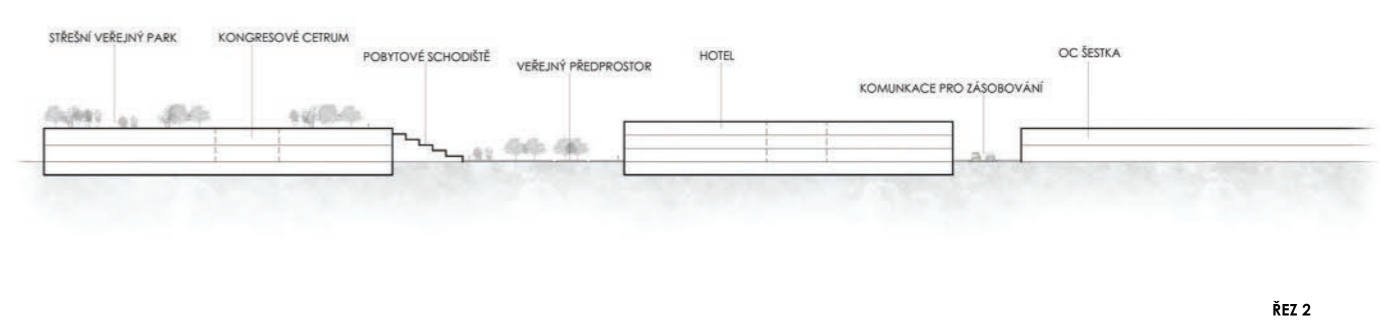 STŘEŠNÍ VEŘEJNÝ PARK
KONGRESOVÉ CETRUM
POBYTOVÉ SCHODIŠTĚ
VEŘEJNÝ PŘEDPROSTOR
HOTEL
KOMUNKACE PRO ZÁSOBOVÁNÍ
OC ŠESTKA
ŘEZ 2